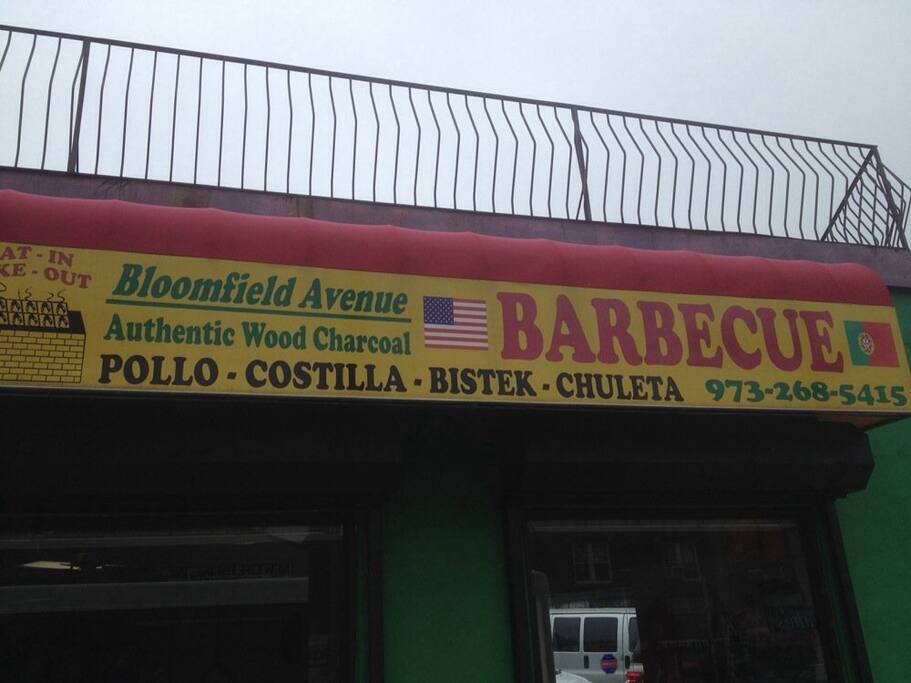 AT - IN
KE - OUT
Bloomfield Avenue
Authentic Wood Charcoal
BARBECUE
POLLO - COSTILLA - BISTEK - CHULETA
973-268-5415